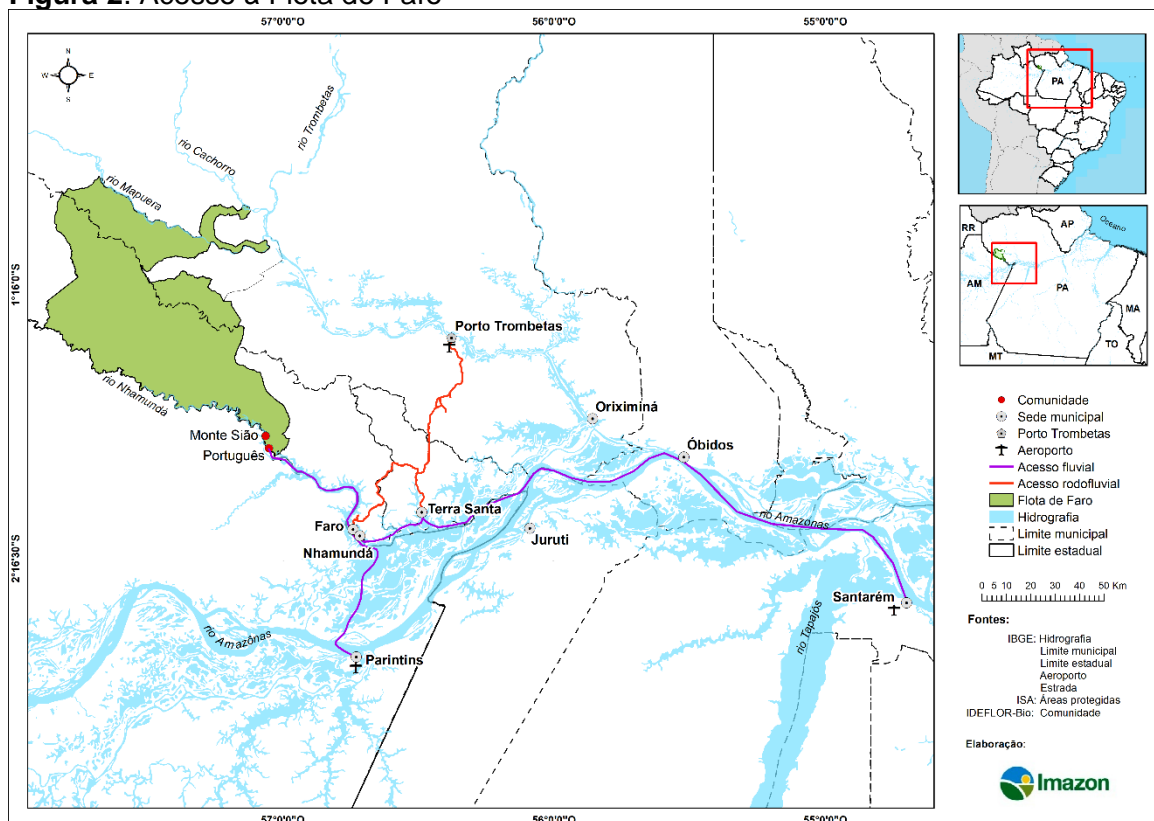 Figura 2: Acesso à Flota de Faro
57°0'0"O
56°0'0"O
55°0'0"O
N
W
E
S
rio Trombetas
rio Cachorro
rio Mapuera
1°16'0"S
Porto Trombetas
rio Nhamundá
Oriximiná
Monte Sião
Português
Óbidos
Terra Santa
rio Amazonas
Faro
Juruti
Nhamundá
2°16'30"S
Santarém
rio Tapajós
rio Amazonas
Parintins
57°0'0"O
56°0'0"O
55°0'0"O
PA
RR
AP
Oceano
AM
PA
MA
TO
MT
Comunidade
Sede municipal
Porto Trombetas
Aeroporto
Acesso fluvial
Acesso rodofluvial
Flota de Faro
Hidrografia
Limite municipal
Limite estadual
0 5 10 20 30 40 50 Km
Fontes:
IBGE: Hidrografia
Limite municipal
Limite estadual
Aeroporto
Estrada
ISA: Áreas protegidas
IDEFLOR-Bio: Comunidade
Elaboração:
Imazon